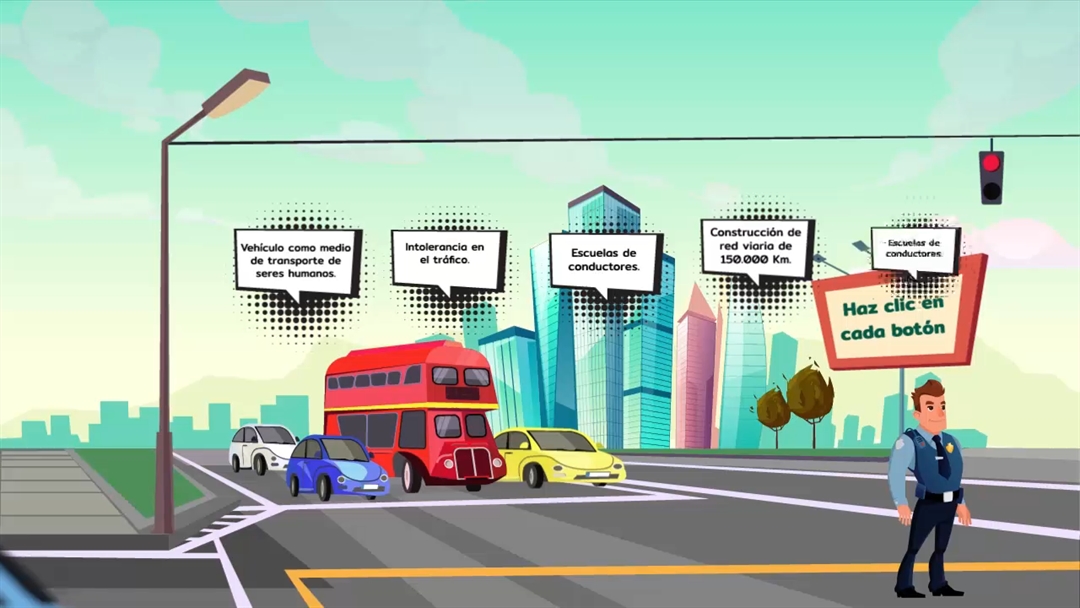 Vehículo como medio
de transporte de
seres humanos.
Intolerancia en
el tráfico.
Escuelas de
conductores.
Construcción de
red viaria de
150.000 Km.
- Escuelas de
conductores.
Haz clic en
cada botón